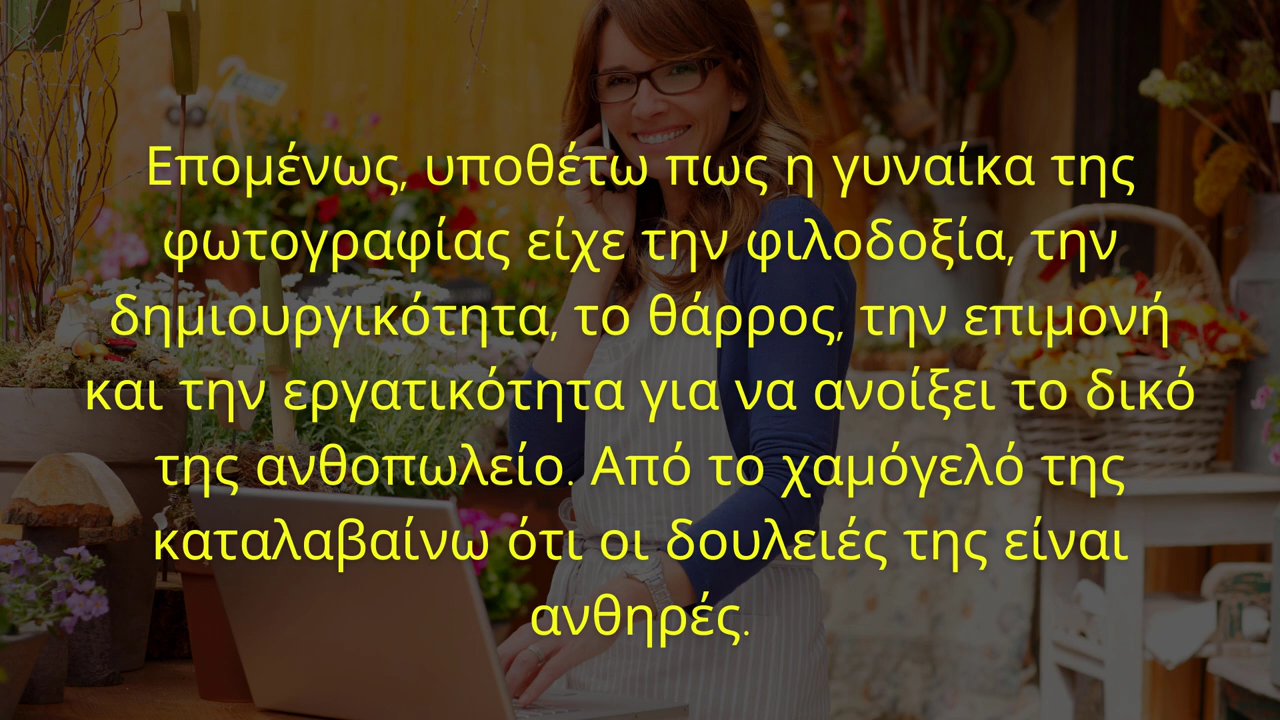 Επομένως, υποθέτω πως η γυναίκα της
φωτογραφίας είχε την φιλοδοξία, την
δημιουργικότητα, το θάρρος, την επιμονή
και την εργατικότητα για να ανοίξει το δικό
της ανθοπωλείο. Από το χαμόγελό της
καταλαβαίνω ότι οι δουλειές της είναι
ανθηρές.